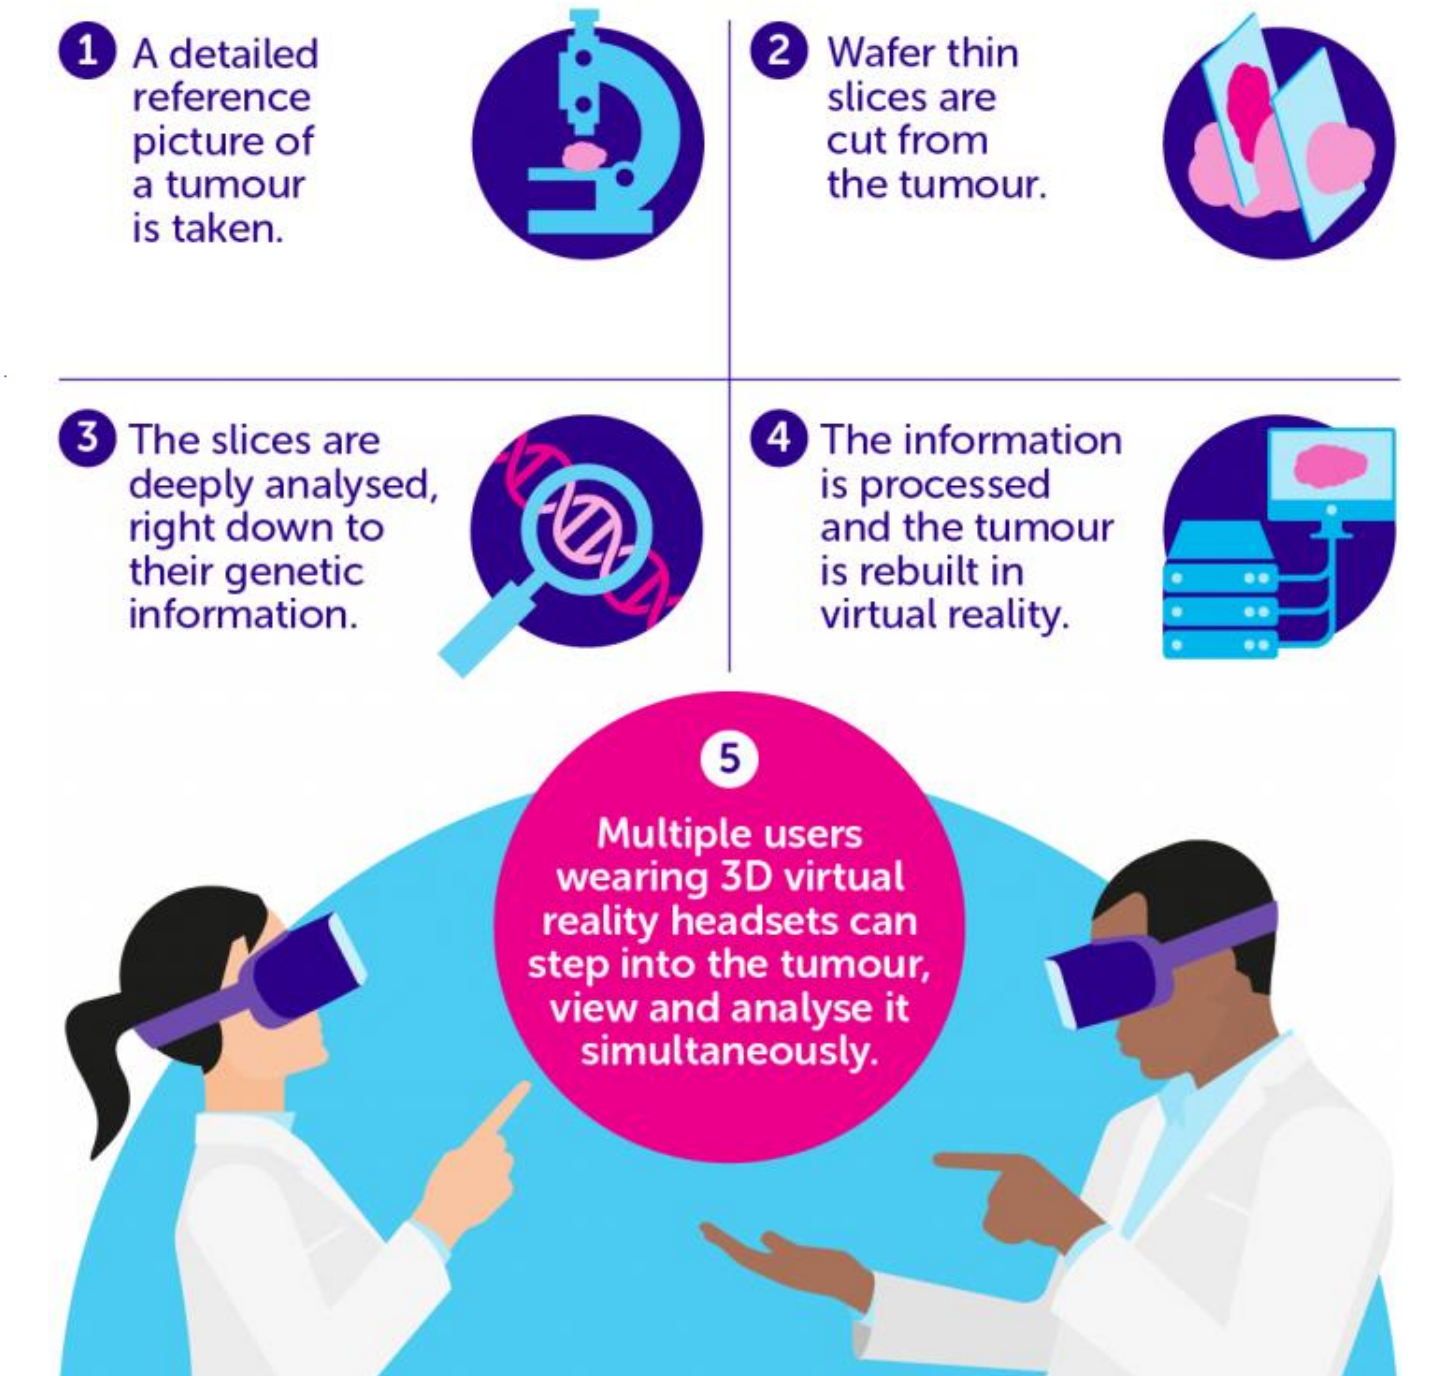 1
A detailed
reference
picture of
a tumour
is taken.
2
Wafer thin
slices are
cut from
the tumour.
3
The slices are
deeply analysed,
right down to
their genetic
information.
4
The information
is processed
and the tumour
is rebuilt in
virtual reality.
5
Multiple users
wearing 3D virtual
reality headsets can
step into the tumour,
view and analyse it
simultaneously.